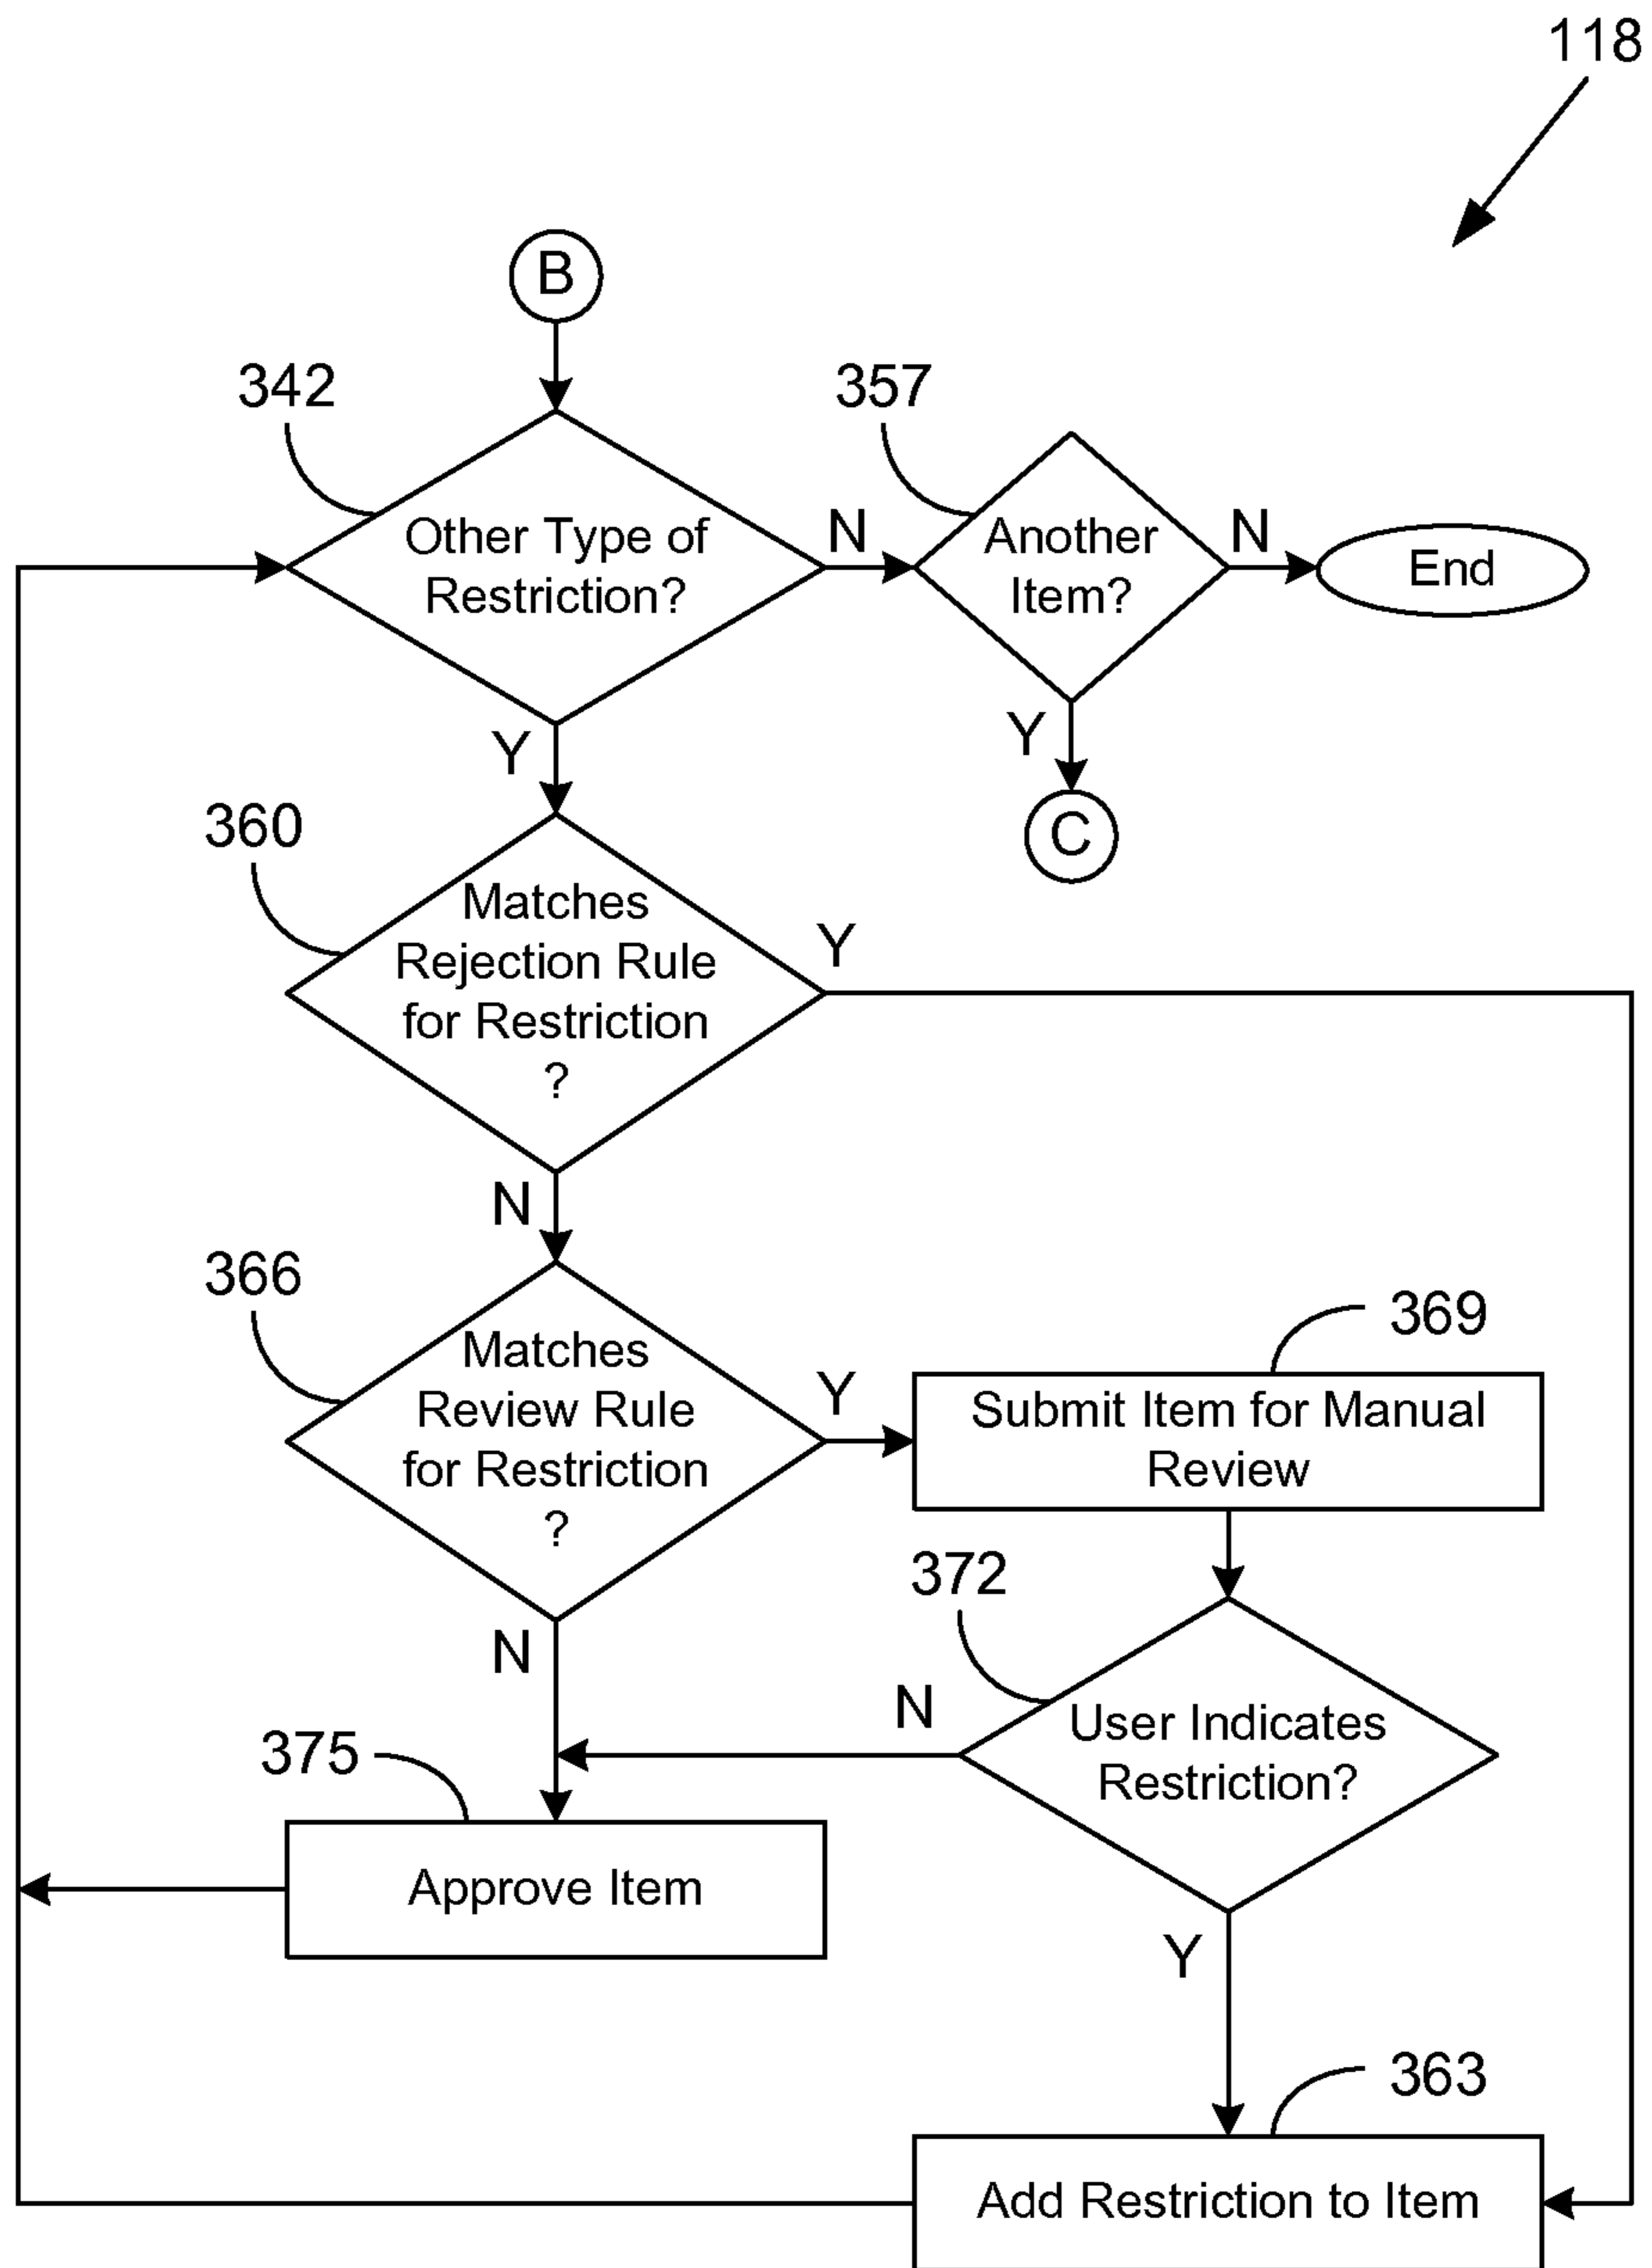 118
B
342
357
Other Type of
Restriction?
N
Another
Item?
N
End
Y
Y
C
360
Matches
Rejection Rule
for Restriction
?
Y
N
366
Matches
Review Rule
for Restriction
?
Y
369
Submit Item for Manual
Review
372
N
N
User Indicates
Restriction?
375
Approve Item
Y
363
Add Restriction to Item